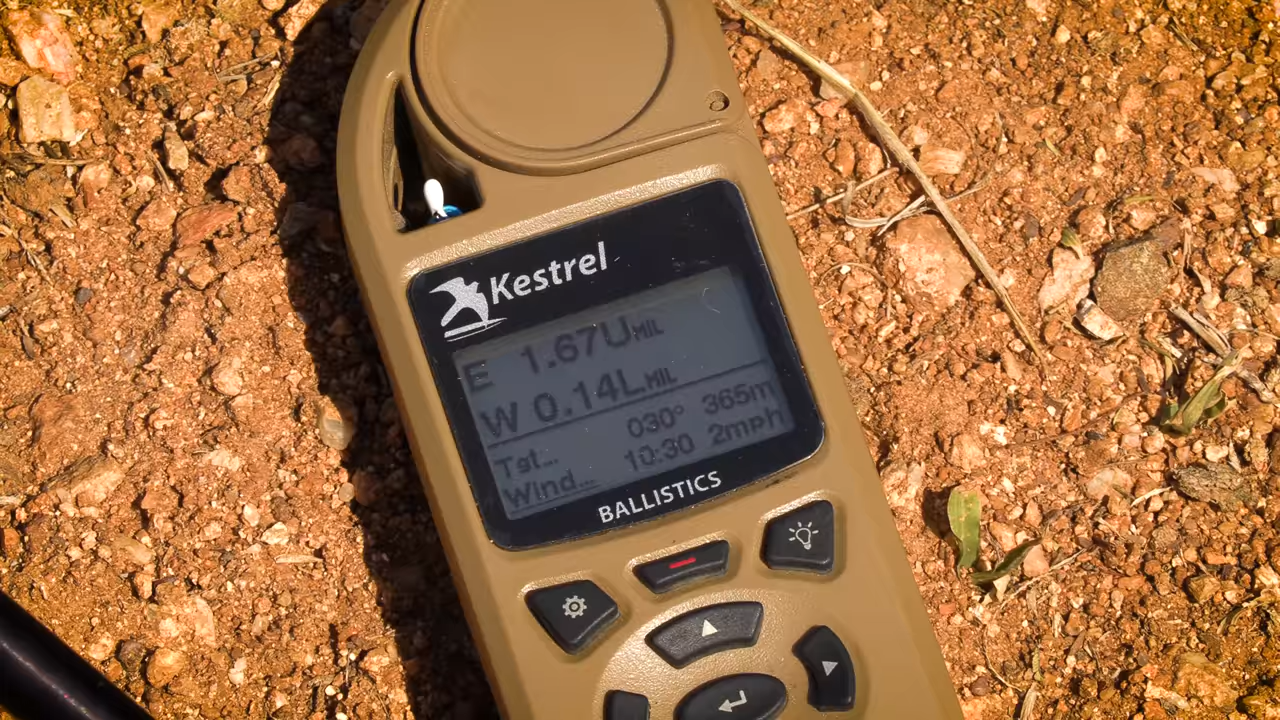 Kestrel
E 1.67U MIL
W 0.14L MIL
Tgt... 030° 365m
Wind... 10:30 2mph
BALLISTICS